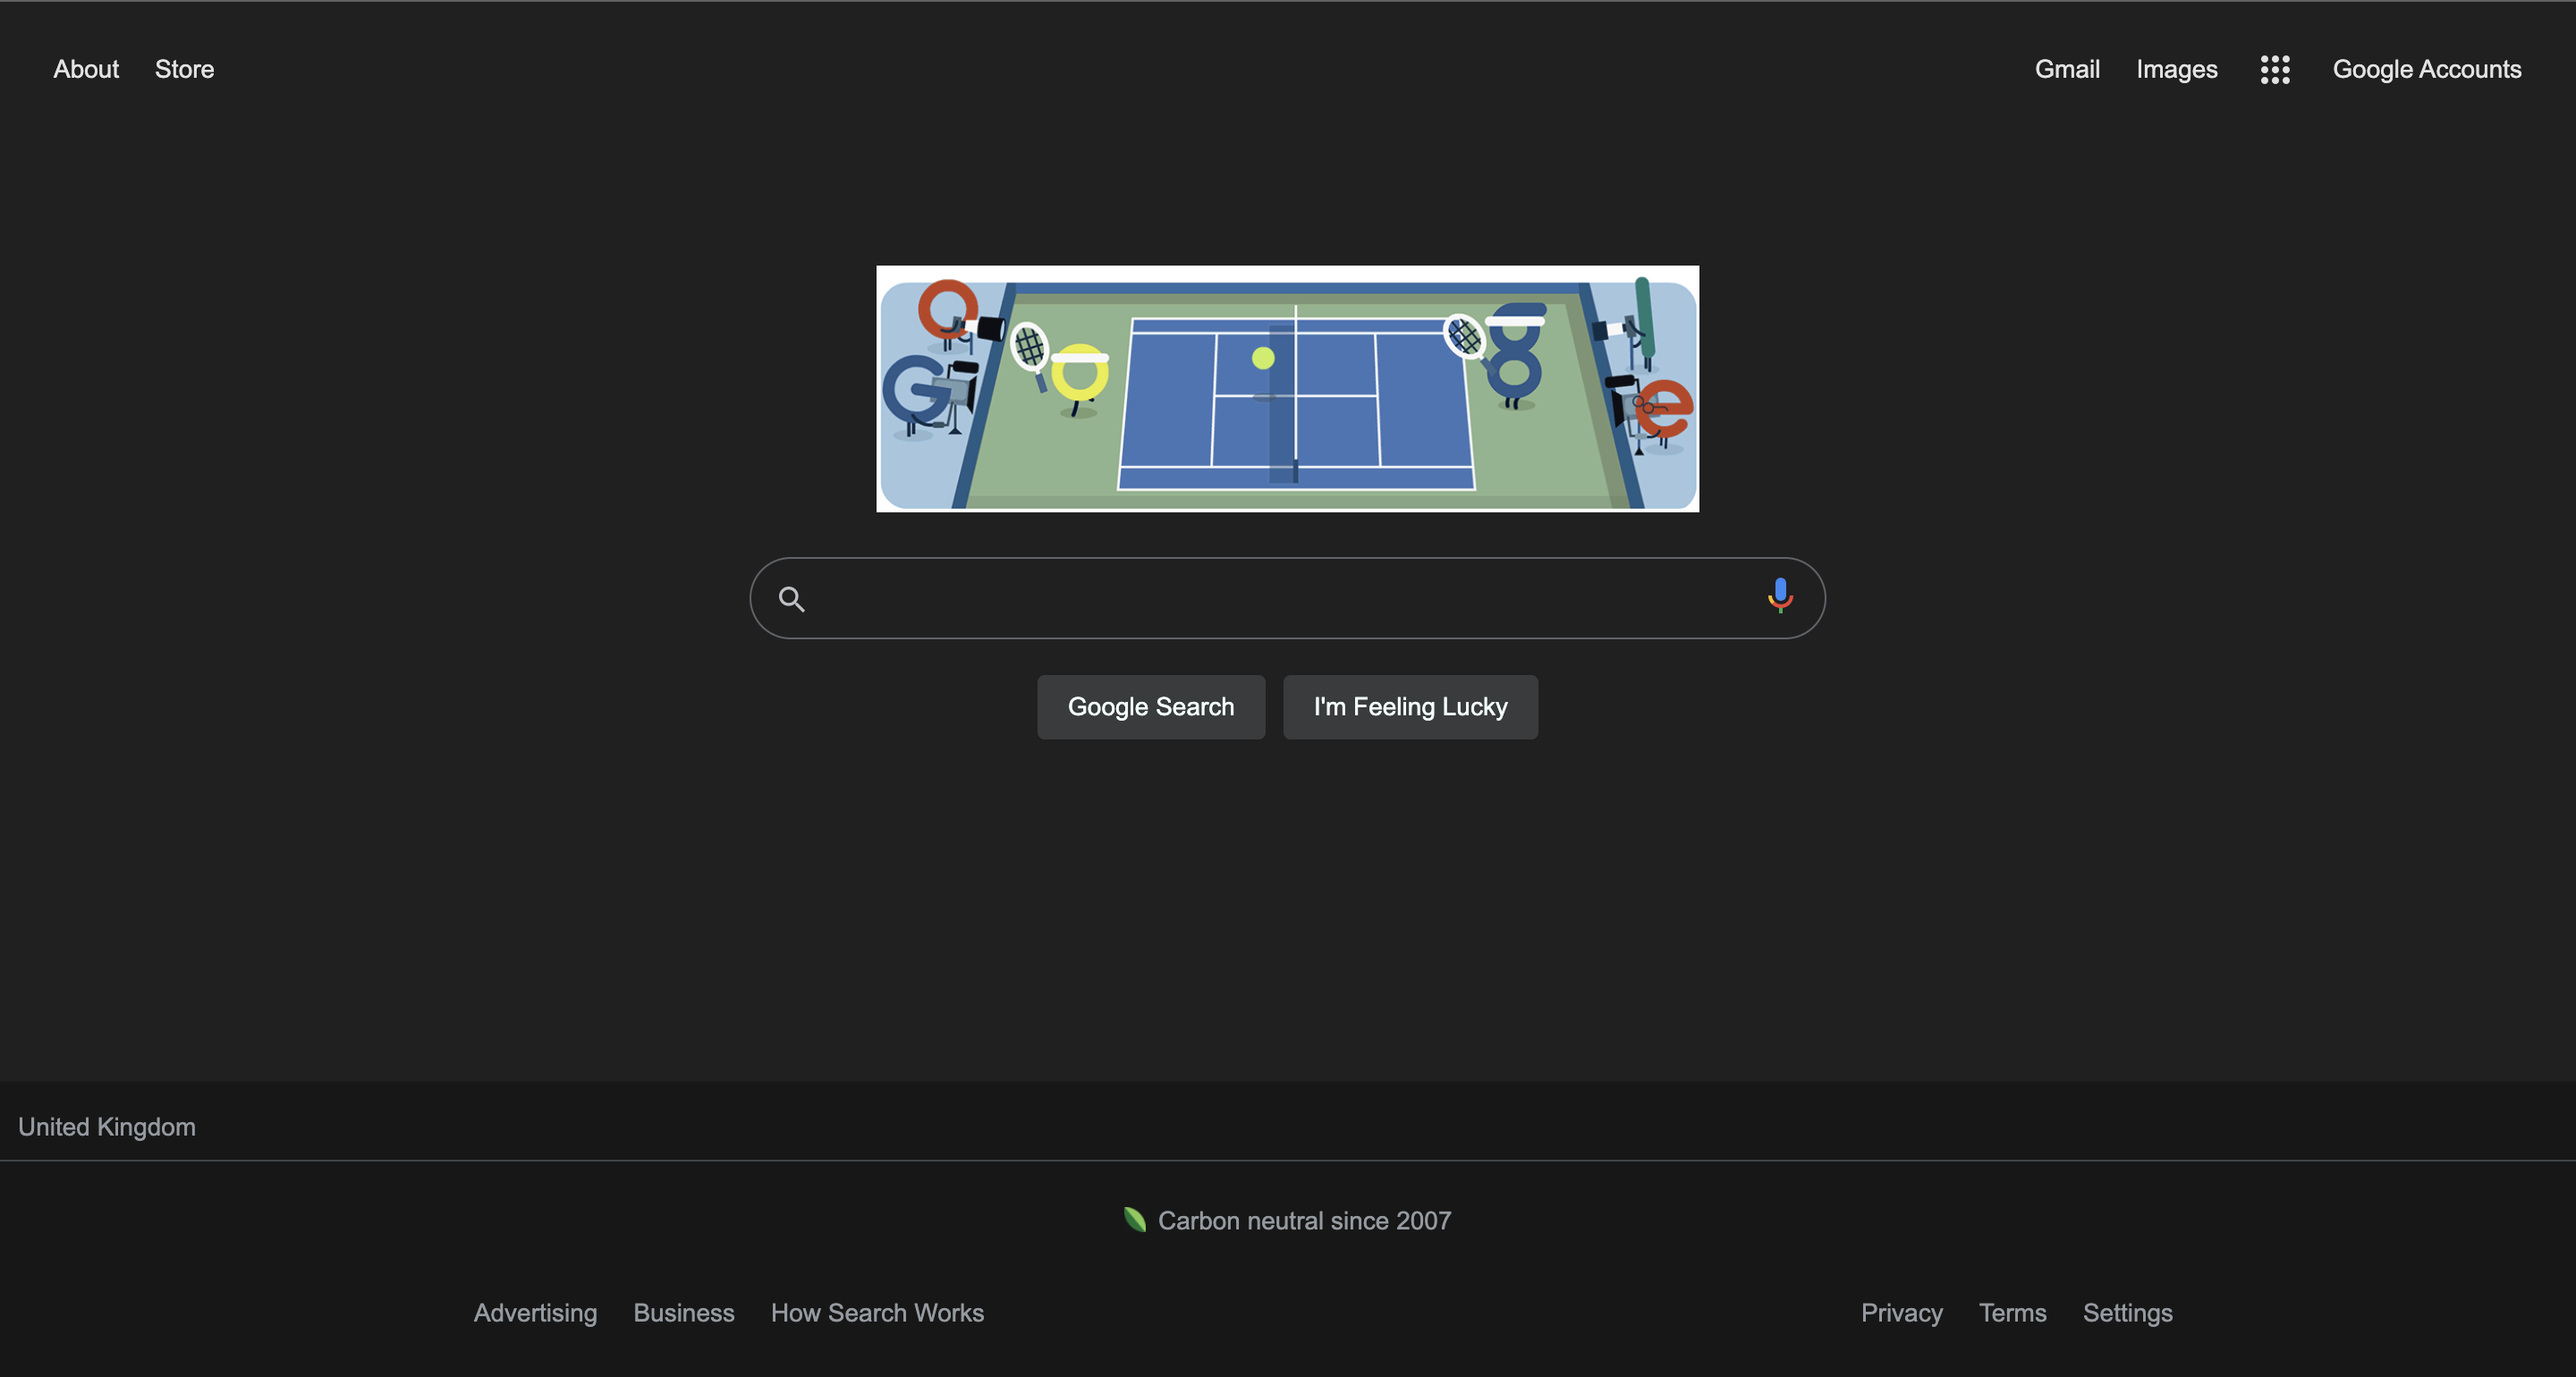 About Store
Gmail Images Google Accounts
Google
Google Search I'm Feeling Lucky
United Kingdom
Carbon neutral since 2007
Advertising Business How Search Works
Privacy Terms Settings